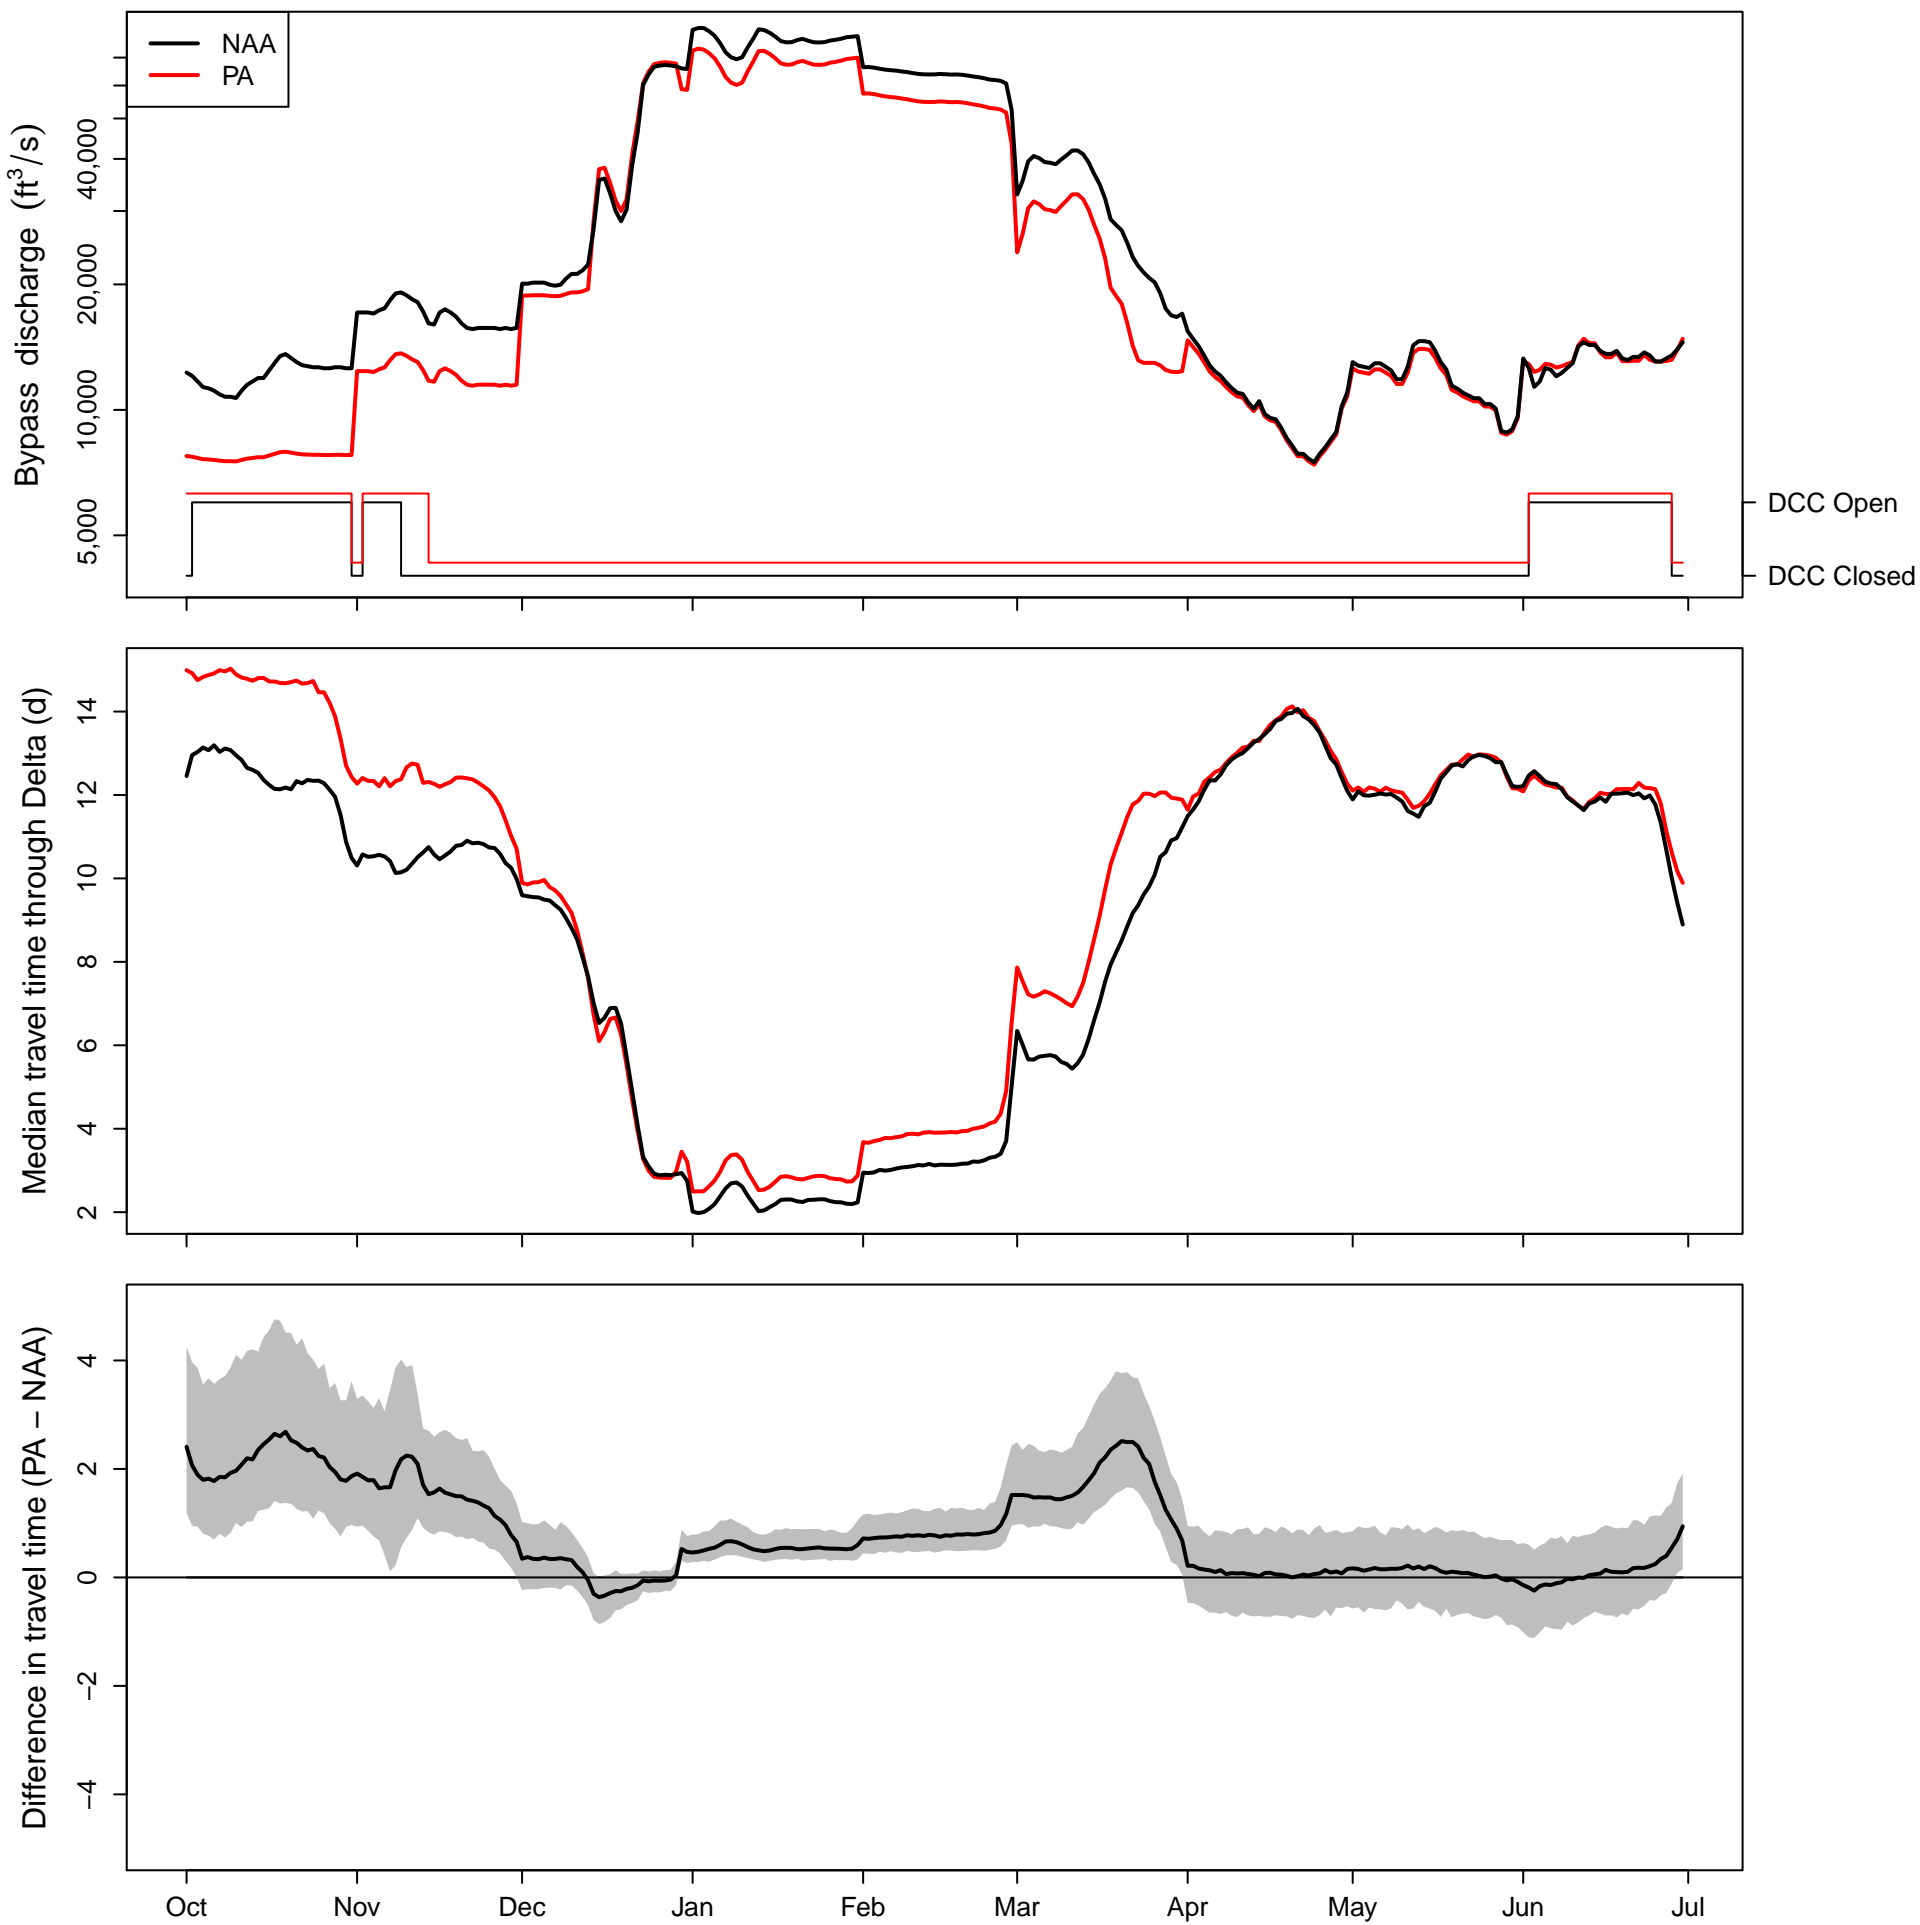 NAA
PA
Bypass discharge (ft³/s)
40,000
20,000
10,000
5,000
DCC Open
DCC Closed
Median travel time through Delta (d)
14
12
10
8
6
4
2
Difference in travel time (PA − NAA)
4
2
0
−2
−4
Oct Nov Dec Jan Feb Mar Apr May Jun Jul